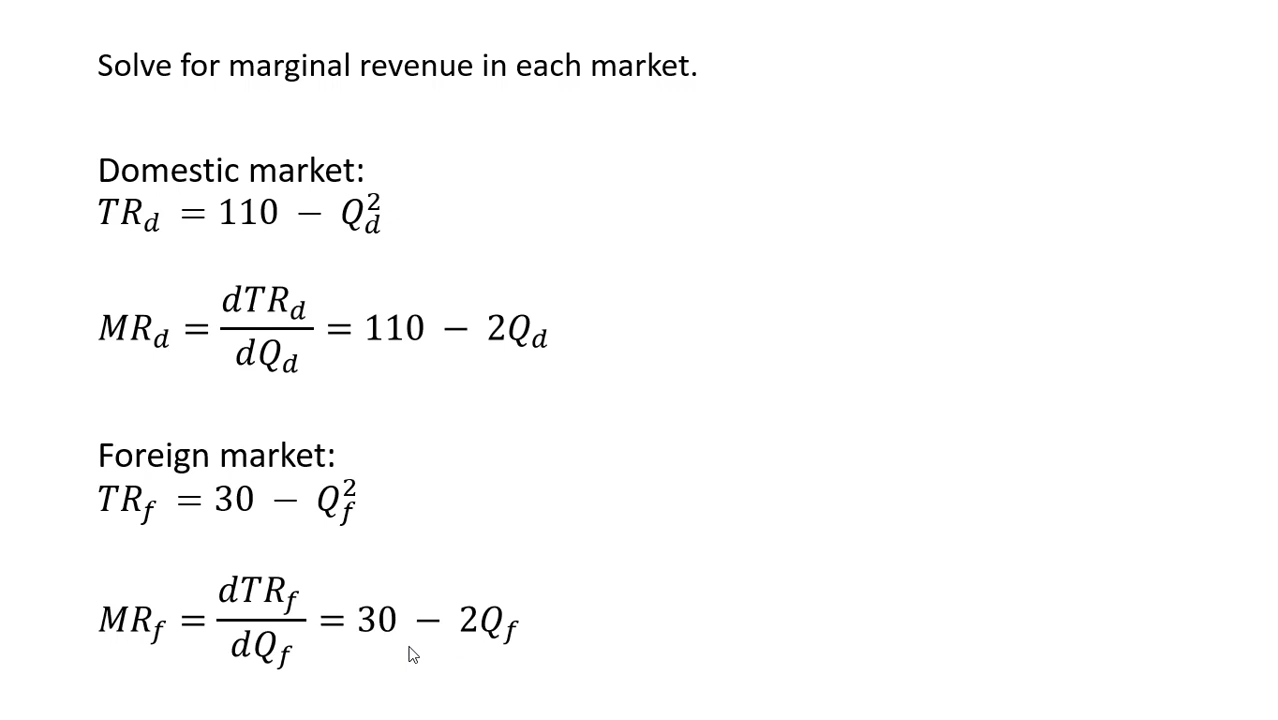 Solve for marginal revenue in each market.
Domestic market:
TR_d = 110 − Q_d^2
MR_d = dTR_d/dQ_d = 110 − 2Q_d
Foreign market:
TR_f = 30 − Q_f^2
MR_f = dTR_f/dQ_f = 30 − 2Q_f